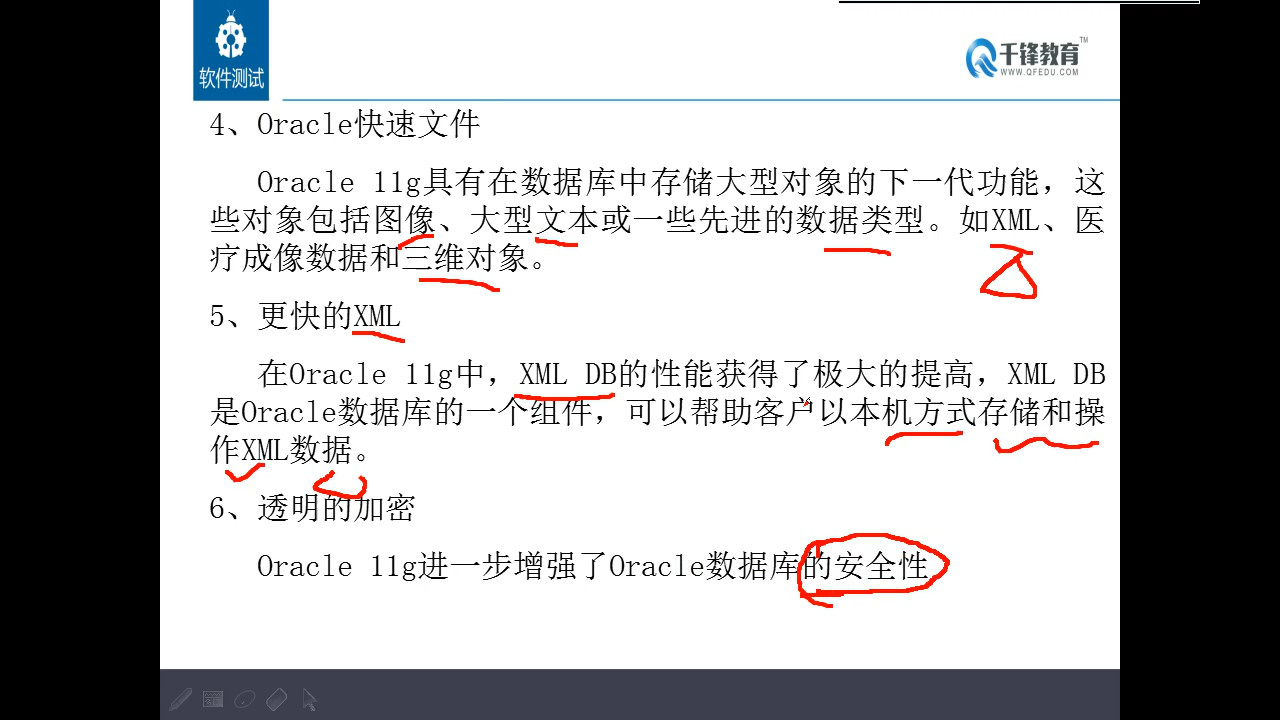 软件测试
千锋教育™
WWW.QFEDU.COM
4、Oracle快速文件
Oracle 11g具有在数据库中存储大型对象的下一代功能，这
些对象包括图像、大型文本或一些先进的数据类型。如XML、医
疗成像数据和三维对象。
5、更快的XML
在Oracle 11g中，XML DB的性能获得了极大的提高，XML DB
是Oracle数据库的一个组件，可以帮助客户以本机方式存储和操
作XML数据。
6、透明的加密
Oracle 11g进一步增强了Oracle数据库的安全性